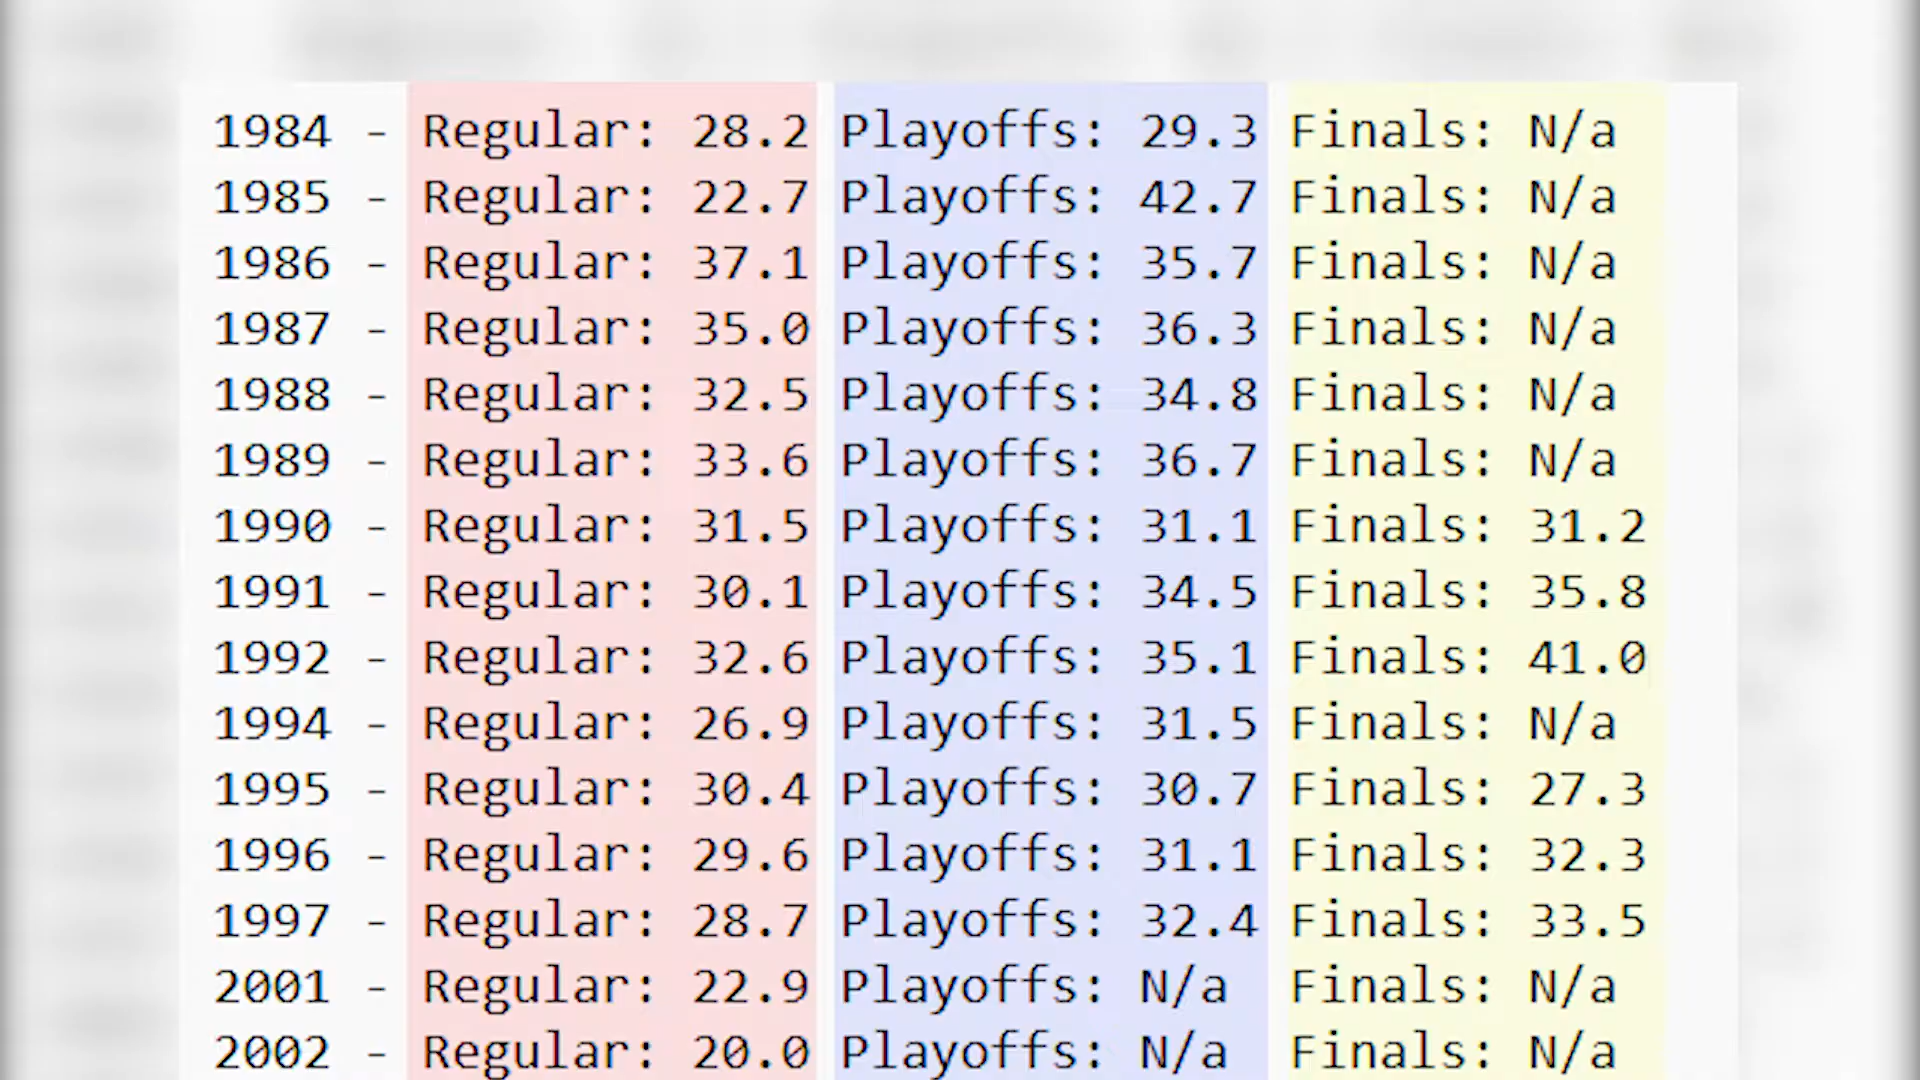 1984 - Regular: 28.2 Playoffs: 29.3 Finals: N/a
1985 - Regular: 22.7 Playoffs: 42.7 Finals: N/a
1986 - Regular: 37.1 Playoffs: 35.7 Finals: N/a
1987 - Regular: 35.0 Playoffs: 36.3 Finals: N/a
1988 - Regular: 32.5 Playoffs: 34.8 Finals: N/a
1989 - Regular: 33.6 Playoffs: 36.7 Finals: N/a
1990 - Regular: 31.5 Playoffs: 31.1 Finals: 31.2
1991 - Regular: 30.1 Playoffs: 34.5 Finals: 35.8
1992 - Regular: 32.6 Playoffs: 35.1 Finals: 41.0
1994 - Regular: 26.9 Playoffs: 31.5 Finals: N/a
1995 - Regular: 30.4 Playoffs: 30.7 Finals: 27.3
1996 - Regular: 29.6 Playoffs: 31.1 Finals: 32.3
1997 - Regular: 28.7 Playoffs: 32.4 Finals: 33.5
2001 - Regular: 22.9 Playoffs: N/a Finals: N/a
2002 - Regular: 20.0 Playoffs: N/a Finals: N/a